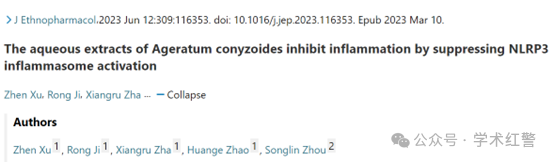 J Ethnopharmacol.2023 Jun 12:309:116353. doi: 10.1016/j.jep.2023.116353. Epub 2023 Mar 10.
The aqueous extracts of Ageratum conyzoides inhibit inflammation by suppressing NLRP3
inflammasome activation
Zhen Xu, Rong Ji, Xiangru Zha ... Collapse
Authors
Zhen Xu 1, Rong Ji 1, Xiangru Zha 1, Huange Zhao 1, Songlin Zhou 2
公众号 · 学术红警